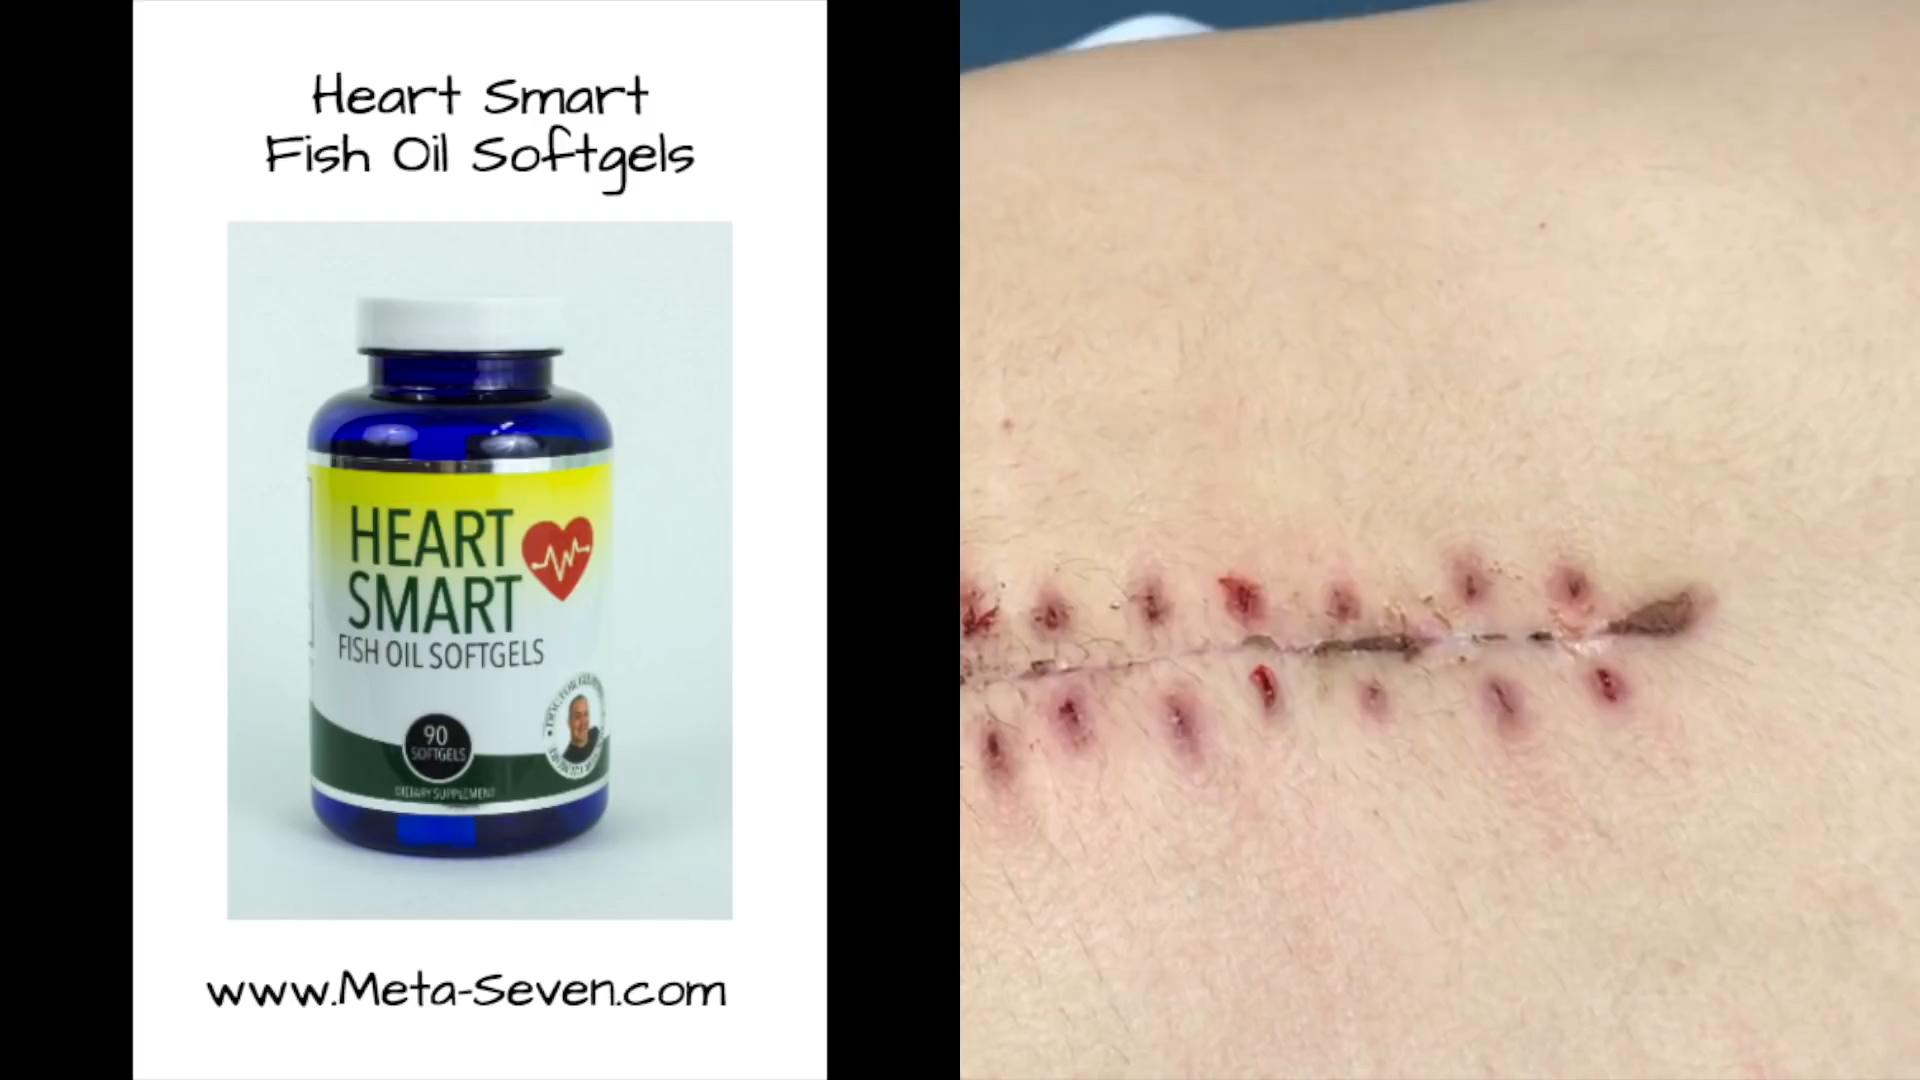 Heart Smart
Fish Oil Softgels
HEART
SMART
FISH OIL SOFTGELS
90
SOFTGELS
DIETARY SUPPLEMENT
www.Meta-Seven.com